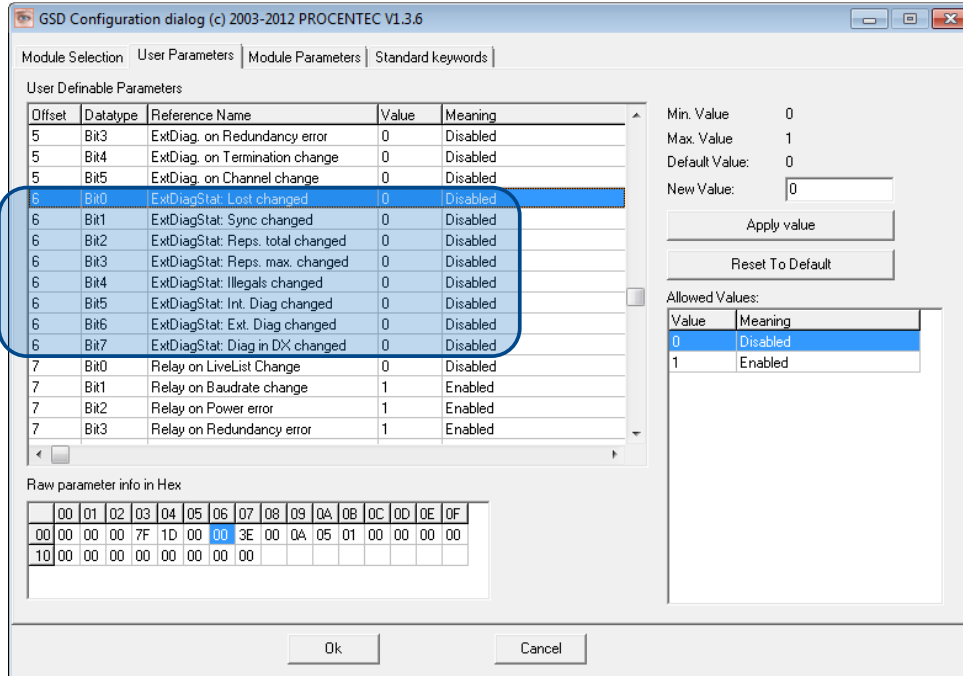 GSD Configuration dialog (c) 2003-2012 PROCENTEC V1.3.6
Module Selection User Parameters Module Parameters Standard keywords
User Definable Parameters
Offset Datatype Reference Name Value Meaning
5 Bit3 ExtDiag. on Redundancy error 0 Disabled
5 Bit4 ExtDiag. on Termination change 0 Disabled
5 Bit5 ExtDiag. on Channel change 0 Disabled
6 Bit0 ExtDiagStat: Lost changed 0 Disabled
6 Bit1 ExtDiagStat: Sync changed 0 Disabled
6 Bit2 ExtDiagStat: Reps. total changed 0 Disabled
6 Bit3 ExtDiagStat: Reps. max. changed 0 Disabled
6 Bit4 ExtDiagStat: Illegals changed 0 Disabled
6 Bit5 ExtDiagStat: Int. Diag changed 0 Disabled
6 Bit6 ExtDiagStat: Ext. Diag changed 0 Disabled
6 Bit7 ExtDiagStat: Diag in DX changed 0 Disabled
7 Bit0 Relay on LiveList Change 0 Disabled
7 Bit1 Relay on Baudrate change 1 Enabled
7 Bit2 Relay on Power error 1 Enabled
7 Bit3 Relay on Redundancy error 1 Enabled
Min. Value 0
Max. Value 1
Default Value: 0
New Value: 0
Apply value
Reset To Default
Allowed Values:
Value Meaning
0 Disabled
1 Enabled
Raw parameter info in Hex
00 01 02 03 04 05 06 07 08 09 0A 0B 0C 0D 0E 0F
00 00 00 00 7F 1D 00 00 3E 00 0A 05 01 00 00 00 00
10 00 00 00 00 00 00 00 00
Ok Cancel